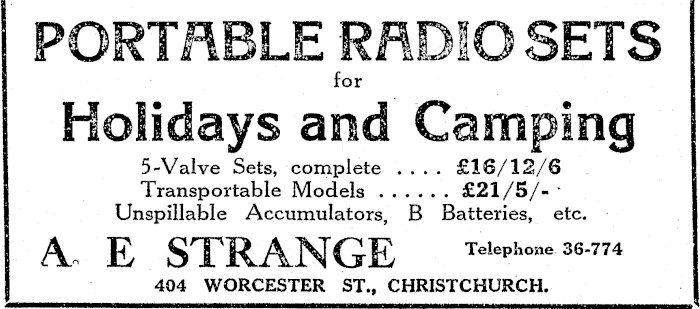 PORTABLE RADIO SETS
for
Holidays and Camping
5-Valve Sets, complete .... £16/12/6
Transportable Models ...... £21/5/-
Unspillable Accumulators, B Batteries, etc.
A. E STRANGE Telephone 36-774
404 WORCESTER ST., CHRISTCHURCH.